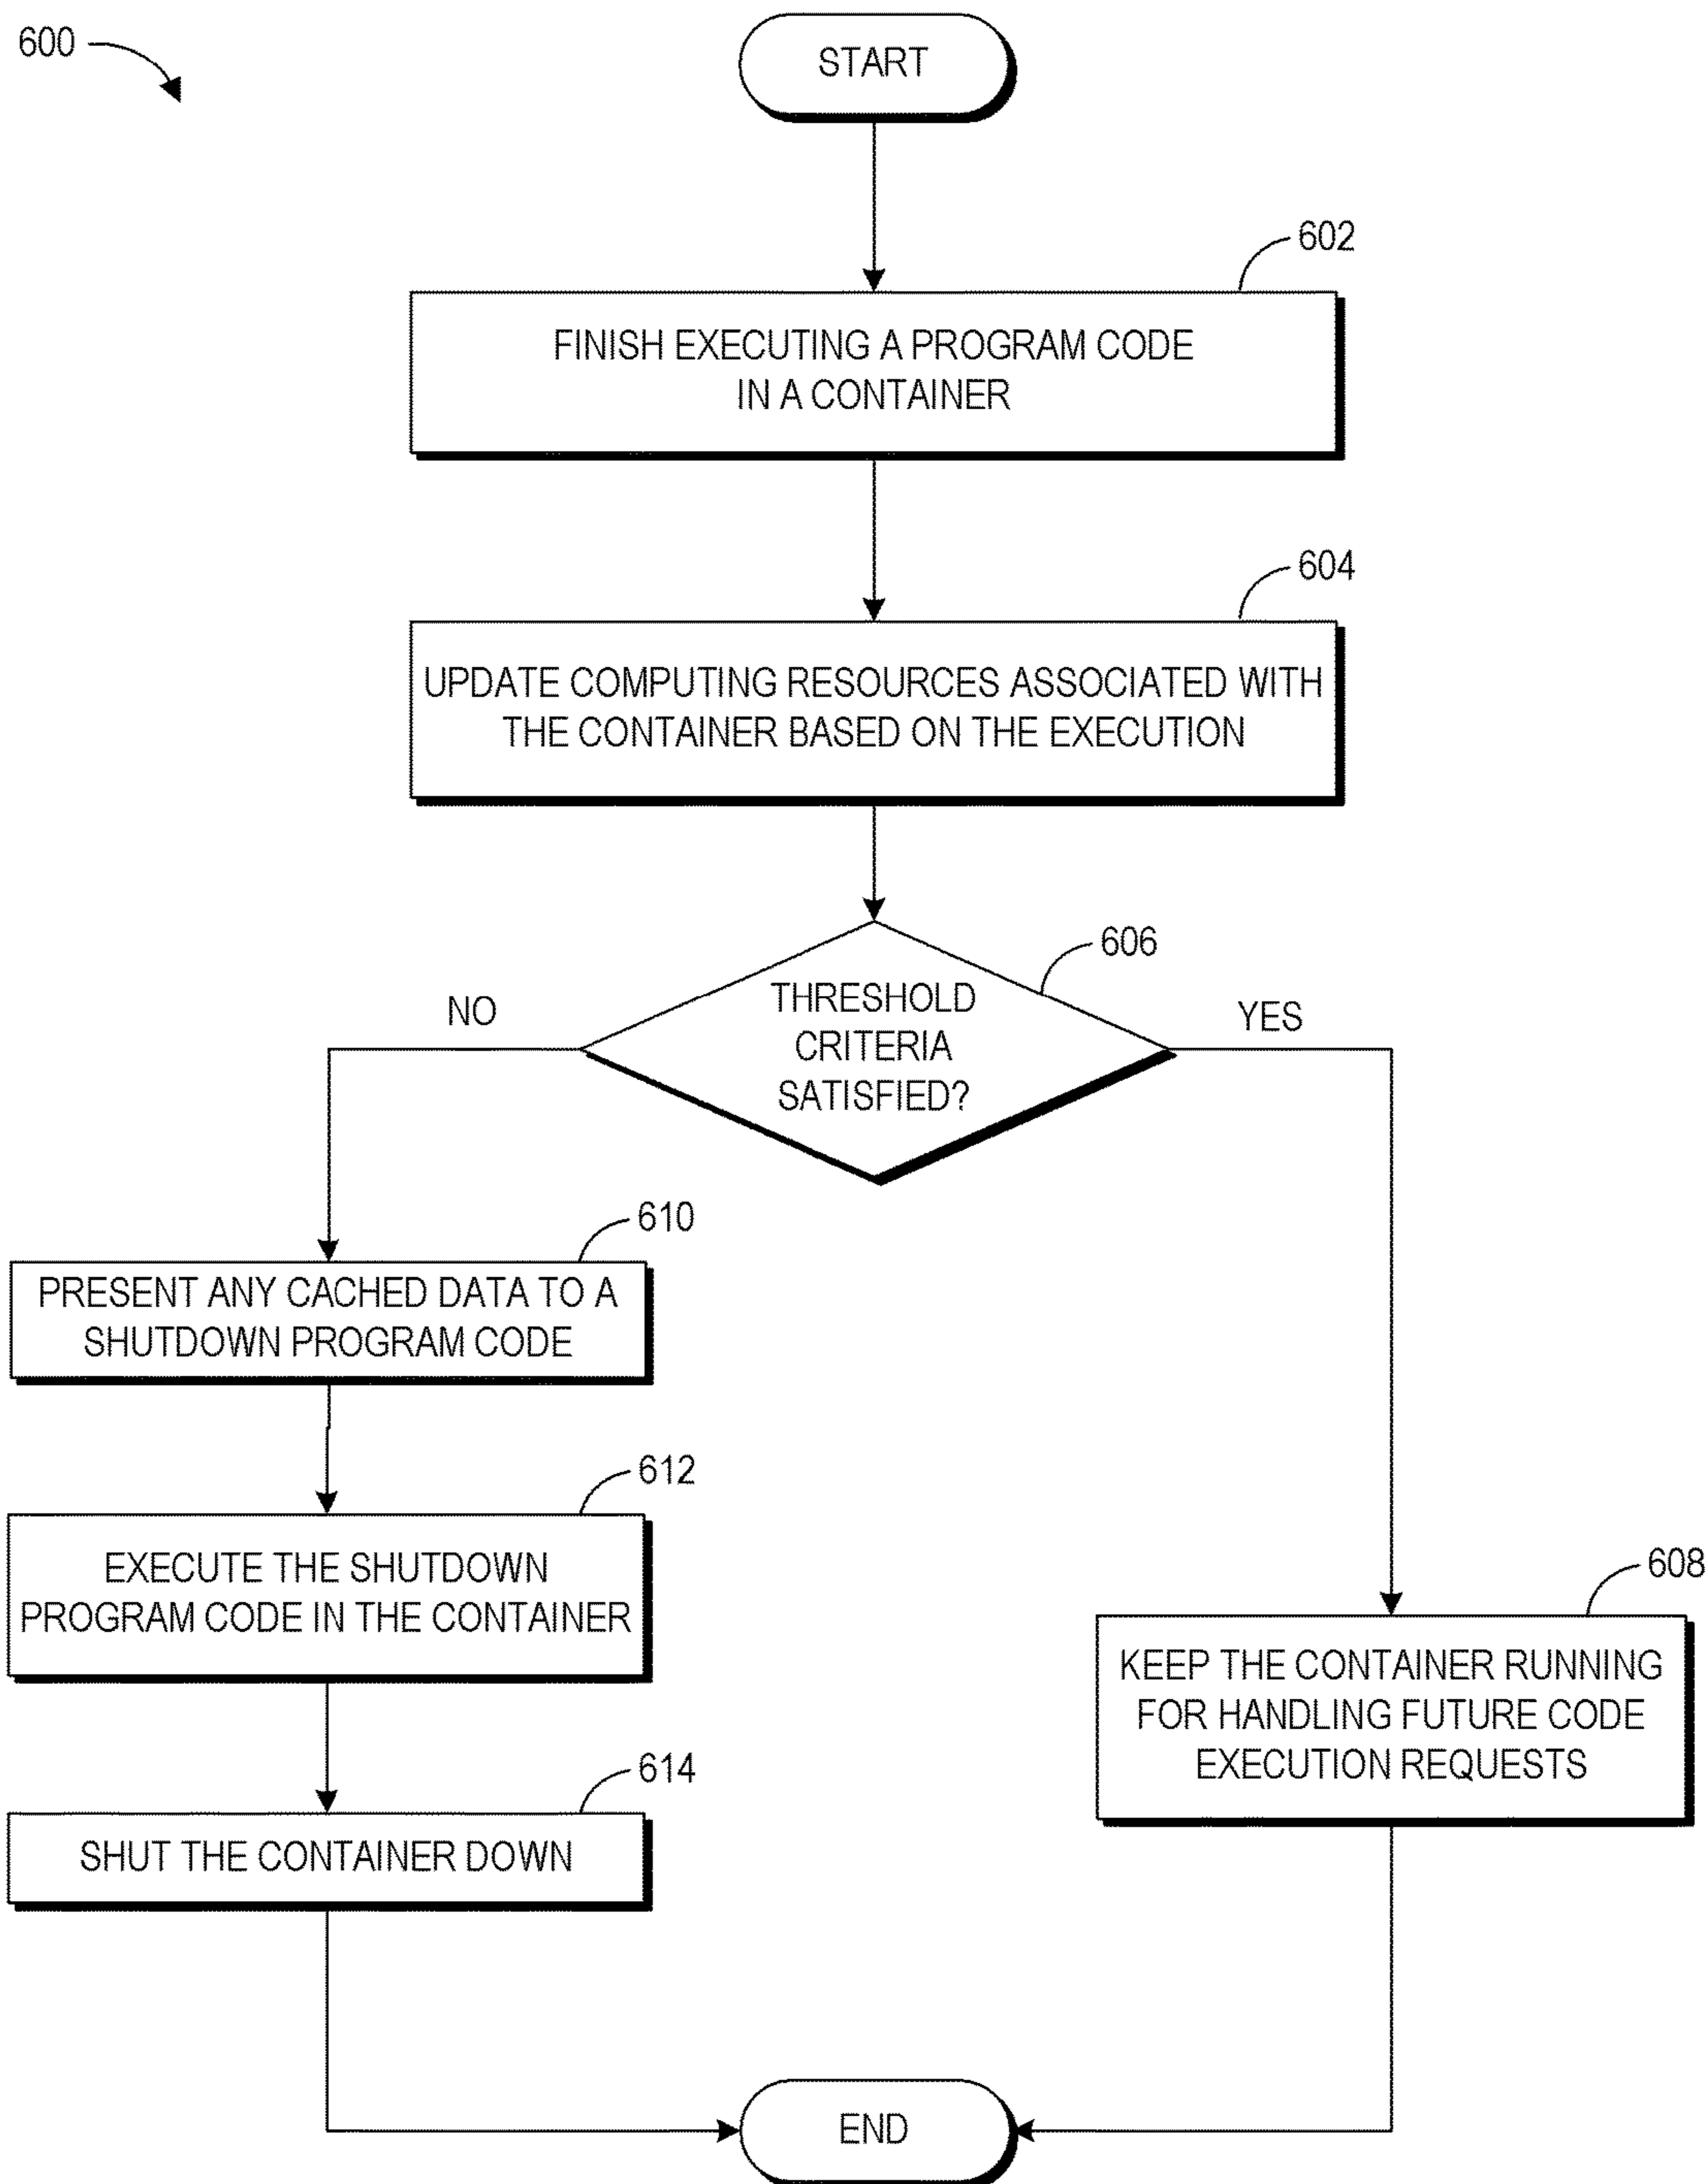 600
START
602
FINISH EXECUTING A PROGRAM CODE
IN A CONTAINER
604
UPDATE COMPUTING RESOURCES ASSOCIATED WITH
THE CONTAINER BASED ON THE EXECUTION
606
THRESHOLD
CRITERIA
SATISFIED?
NO
YES
610
PRESENT ANY CACHED DATA TO A
SHUTDOWN PROGRAM CODE
612
EXECUTE THE SHUTDOWN
PROGRAM CODE IN THE CONTAINER
614
SHUT THE CONTAINER DOWN
608
KEEP THE CONTAINER RUNNING
FOR HANDLING FUTURE CODE
EXECUTION REQUESTS
END